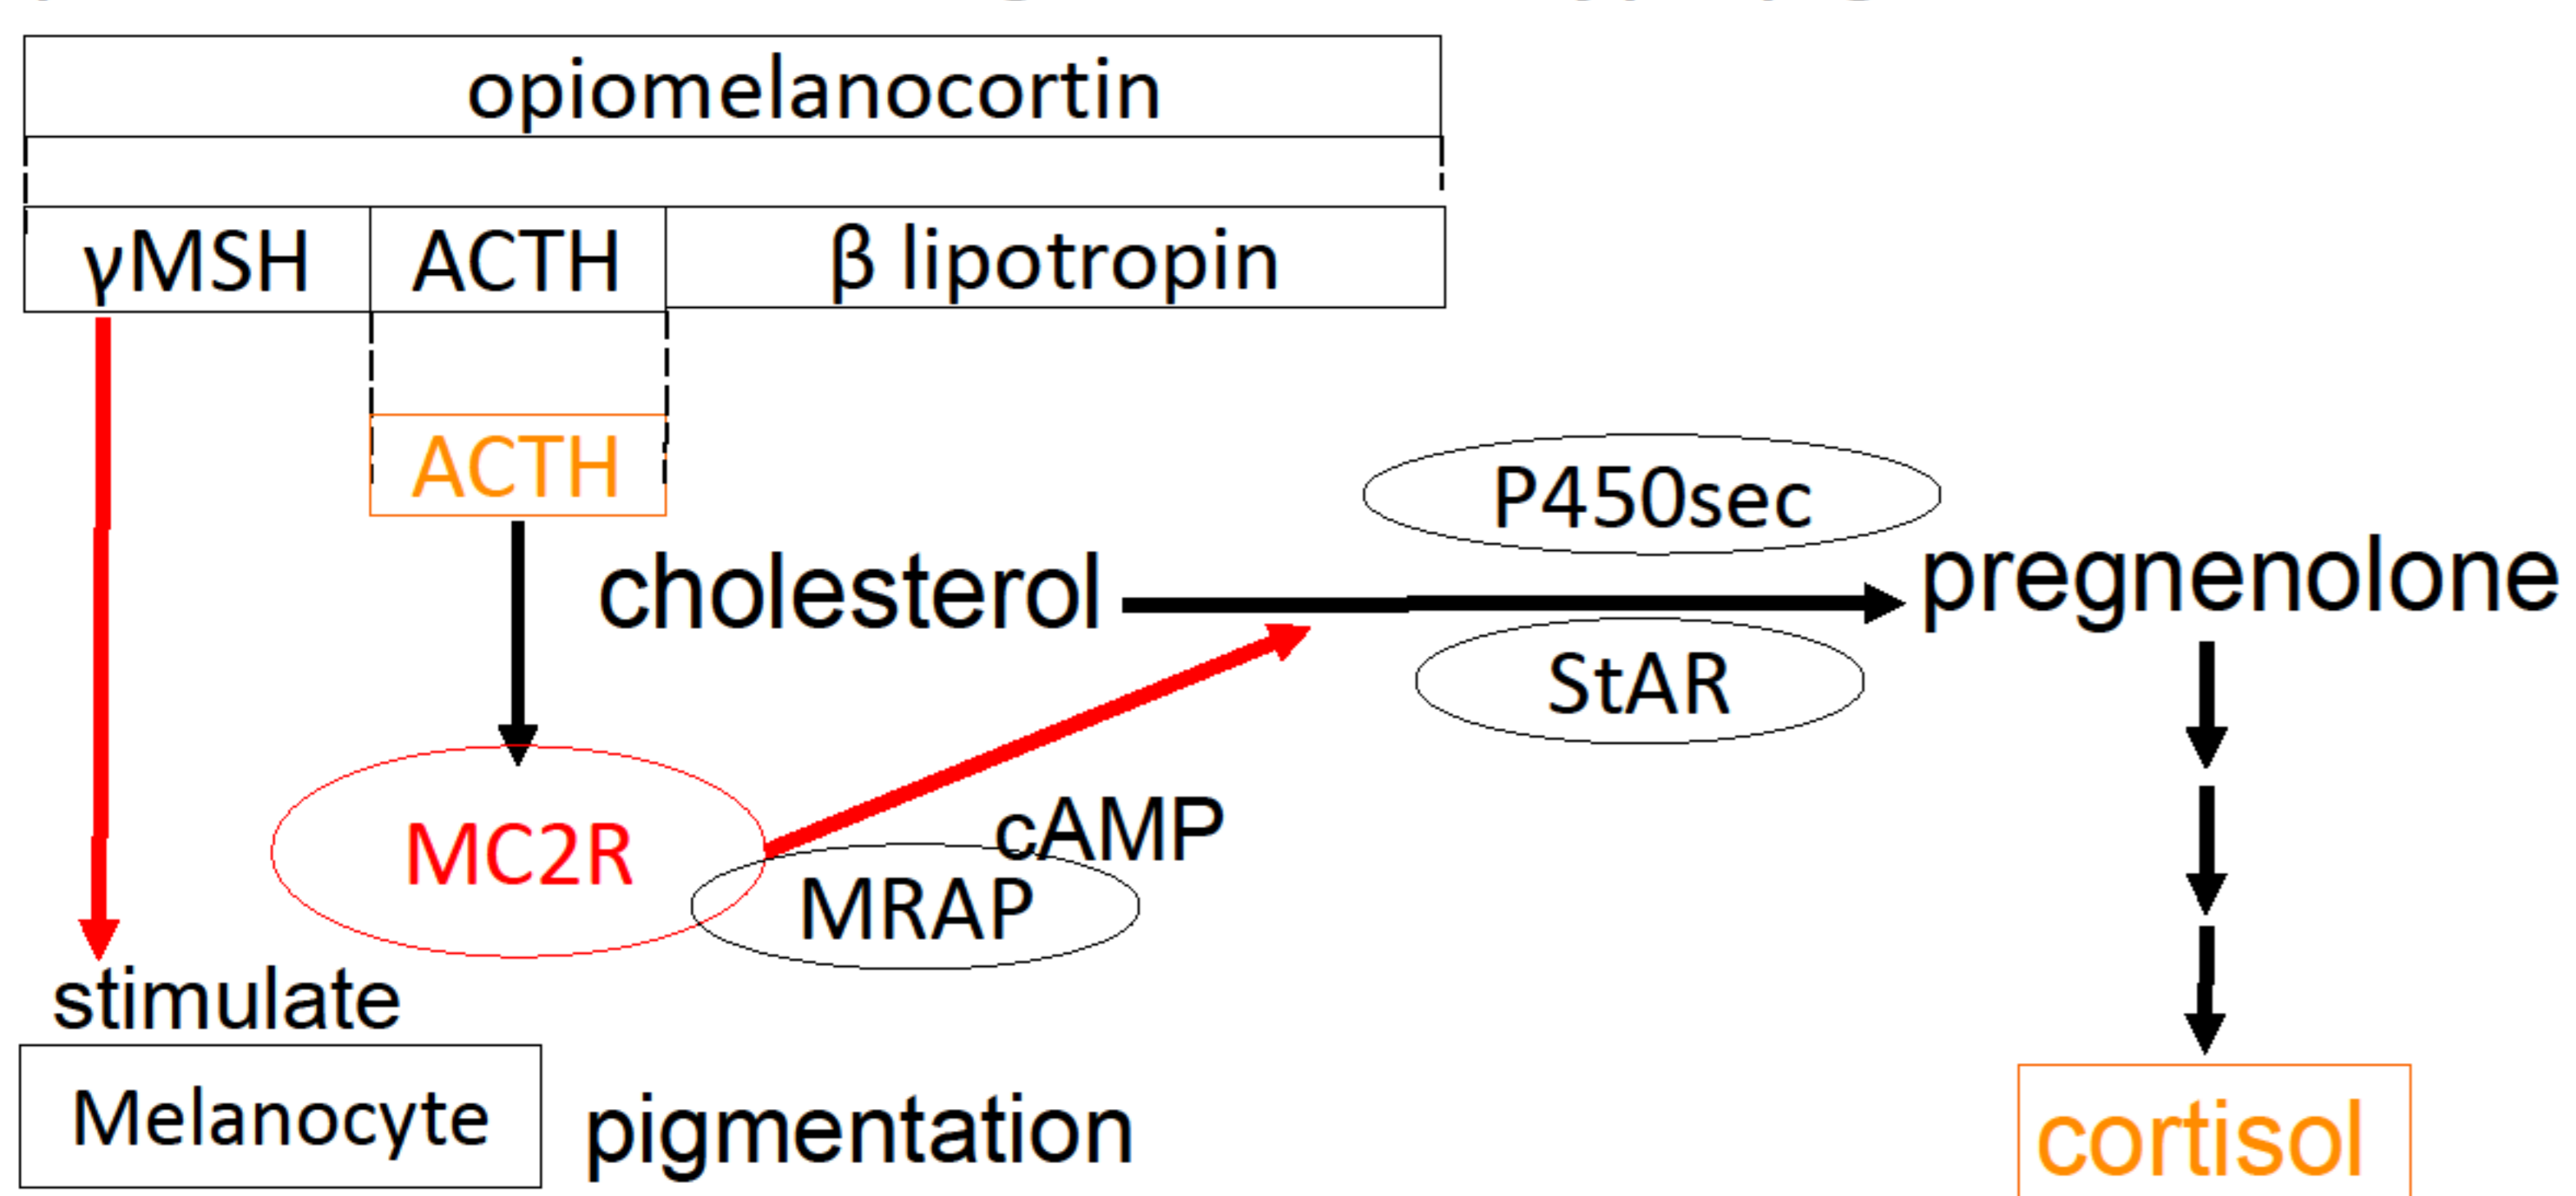 opiomelanocortin
γMSH ACTH β lipotropin
ACTH
P450sec
cholesterol pregnenolone
StAR
cAMP
MC2R
MRAP
stimulate
Melanocyte pigmentation
cortisol